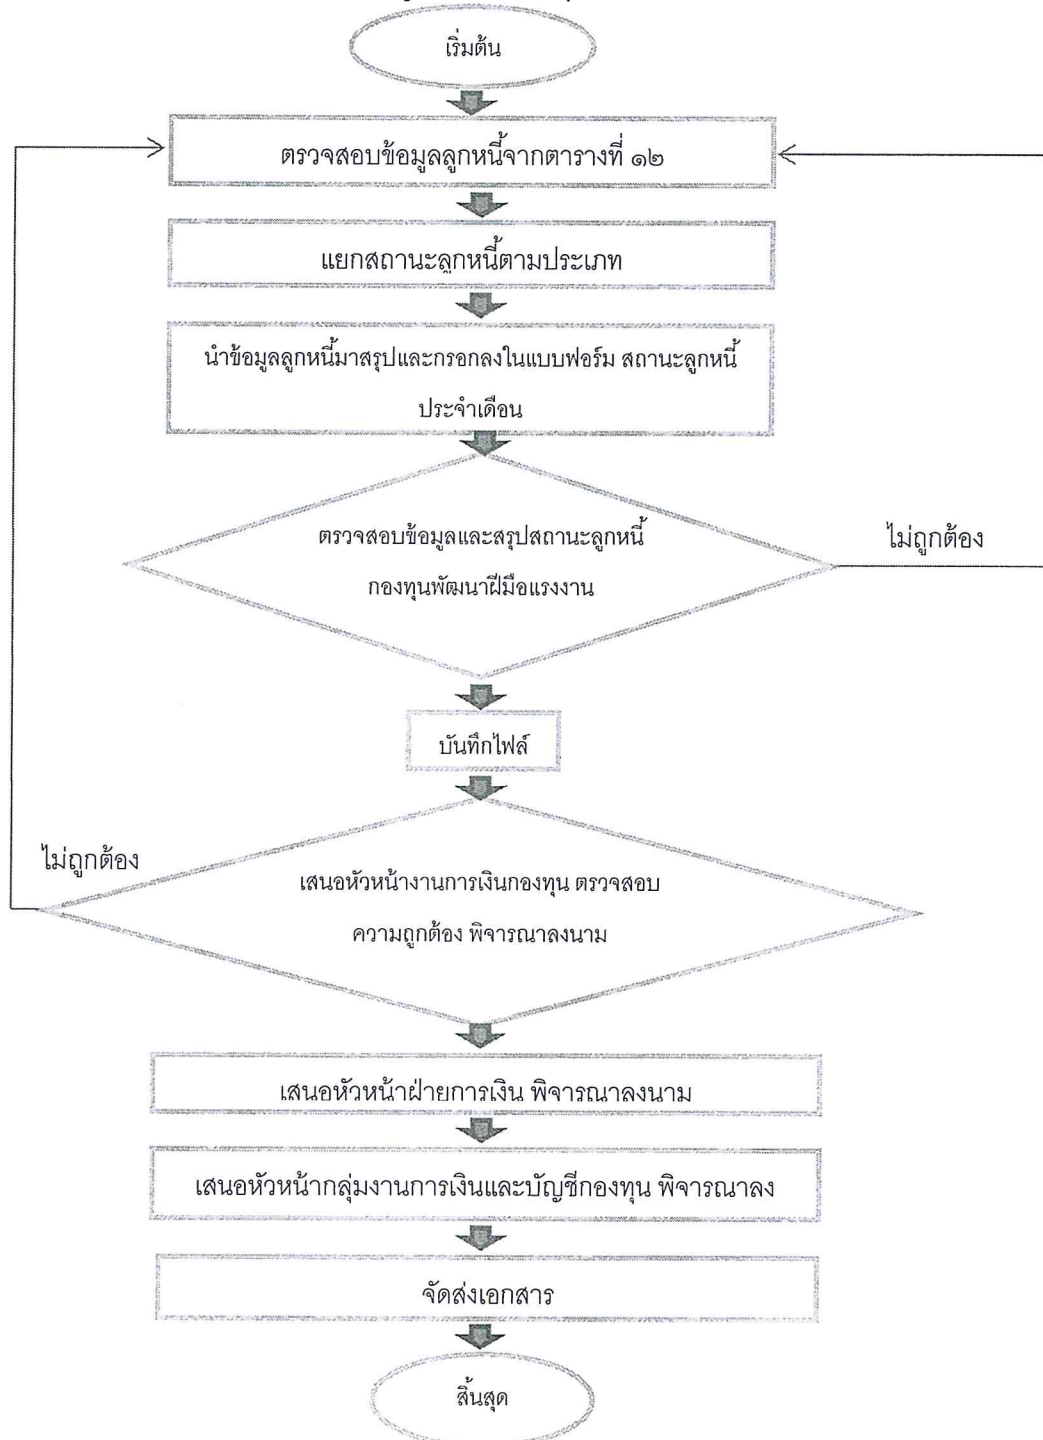 เริ่มต้น
ตรวจสอบข้อมูลลูกหนี้จากตารางที่ ๑๒
แยกสถานะลูกหนี้ตามประเภท
นำข้อมูลลูกหนี้มาสรุปและกรอกลงในแบบฟอร์ม สถานะลูกหนี้
ประจำเดือน
ตรวจสอบข้อมูลและสรุปสถานะลูกหนี้
กองทุนพัฒนาฝีมือแรงงาน
ไม่ถูกต้อง
บันทึกไฟล์
ไม่ถูกต้อง
เสนอหัวหน้างานการเงินกองทุน ตรวจสอบ
ความถูกต้อง พิจารณาลงนาม
เสนอหัวหน้าฝ่ายการเงิน พิจารณาลงนาม
เสนอหัวหน้ากลุ่มงานการเงินและบัญชีกองทุน พิจารณาลง
จัดส่งเอกสาร
สิ้นสุด